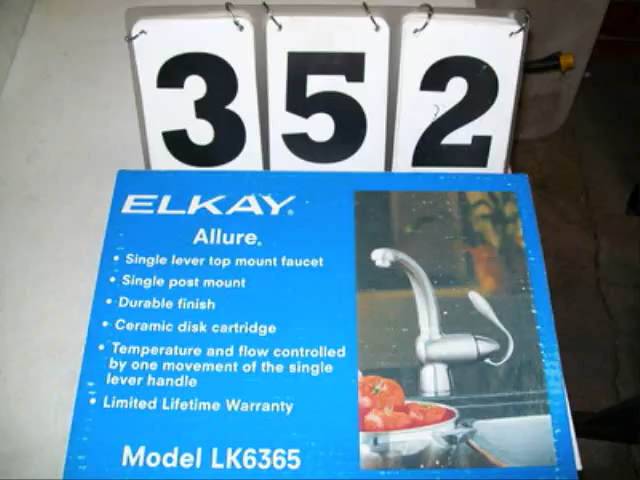 352
ELKAY®
Allure®
• Single lever top mount faucet
• Single post mount
• Durable finish
• Ceramic disk cartridge
• Temperature and flow controlled
by one movement of the single
lever handle
• Limited Lifetime Warranty
Model LK6365